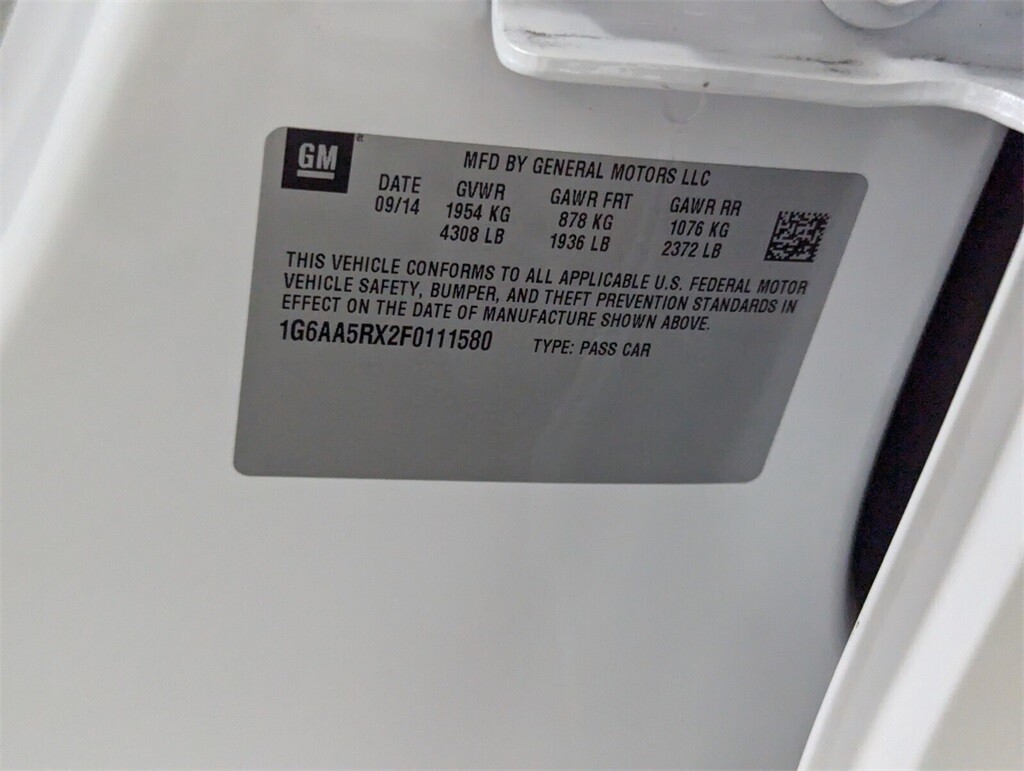 GM
MFD BY GENERAL MOTORS LLC
DATE GVWR GAWR FRT GAWR RR
09/14 1954 KG 878 KG 1076 KG
4308 LB 1936 LB 2372 LB
THIS VEHICLE CONFORMS TO ALL APPLICABLE U.S. FEDERAL MOTOR
VEHICLE SAFETY, BUMPER, AND THEFT PREVENTION STANDARDS IN
EFFECT ON THE DATE OF MANUFACTURE SHOWN ABOVE.
1G6AA5RX2F0111580 TYPE: PASS CAR